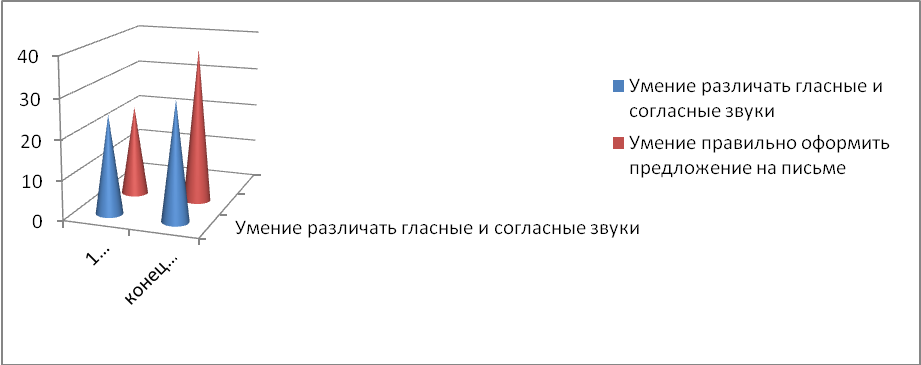 40
30
20
10
0
1...
конец...
Умение различать гласные и согласные звуки
Умение различать гласные и
согласные звуки
Умение правильно оформить
предложение на письме